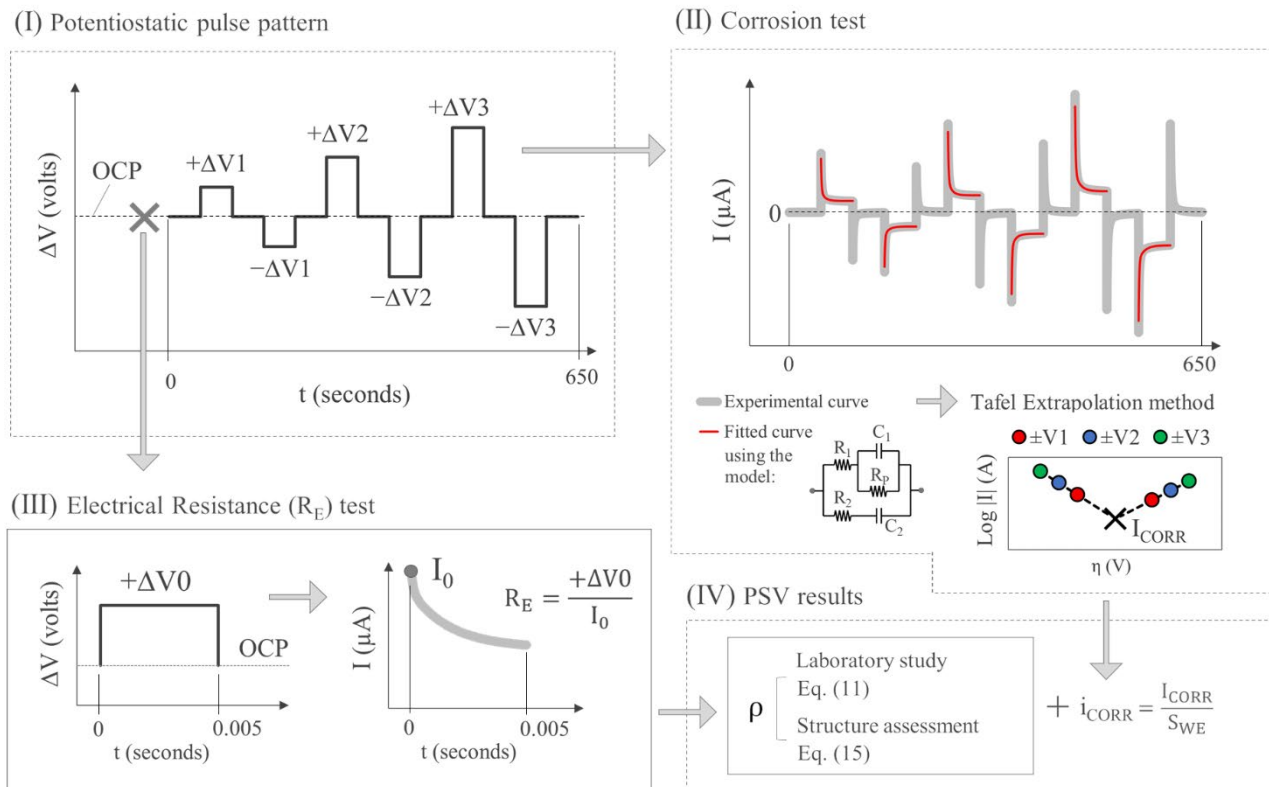 (I) Potentiostatic pulse pattern
ΔV (volts)
OCP
+ΔV1
+ΔV2
+ΔV3
−ΔV1
−ΔV2
−ΔV3
0
650
t (seconds)
(II) Corrosion test
I (μA)
0
0
650
Experimental curve
Fitted curve
using the
model:
R1
C1
RP
R2
C2
Tafel Extrapolation method
±V1 ±V2 ±V3
Log |I| (A)
ICORR
η (V)
(III) Electrical Resistance (RE) test
ΔV (volts)
+ΔV0
OCP
0
0.005
t (seconds)
I (μA)
I0
RE = +ΔV0 / I0
0
0.005
t (seconds)
(IV) PSV results
ρ
Laboratory study
Eq. (11)
Structure assessment
Eq. (15)
+ iCORR = ICORR / SWE